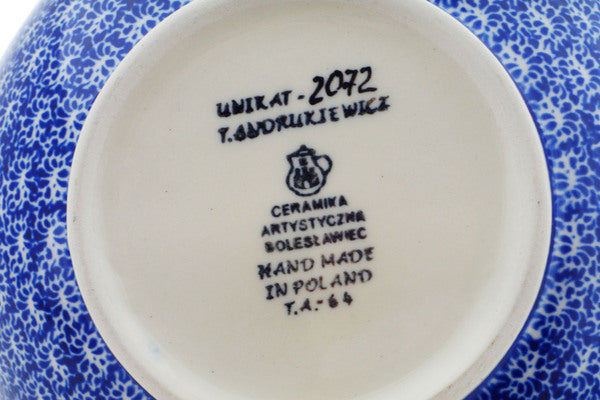 UNIKAT - 2072
T. ANDRUKIEWICZ
CERAMIKA
ARTYSTYCZNA
BOLESŁAWIEC
HAND MADE
IN POLAND
T.A.-64